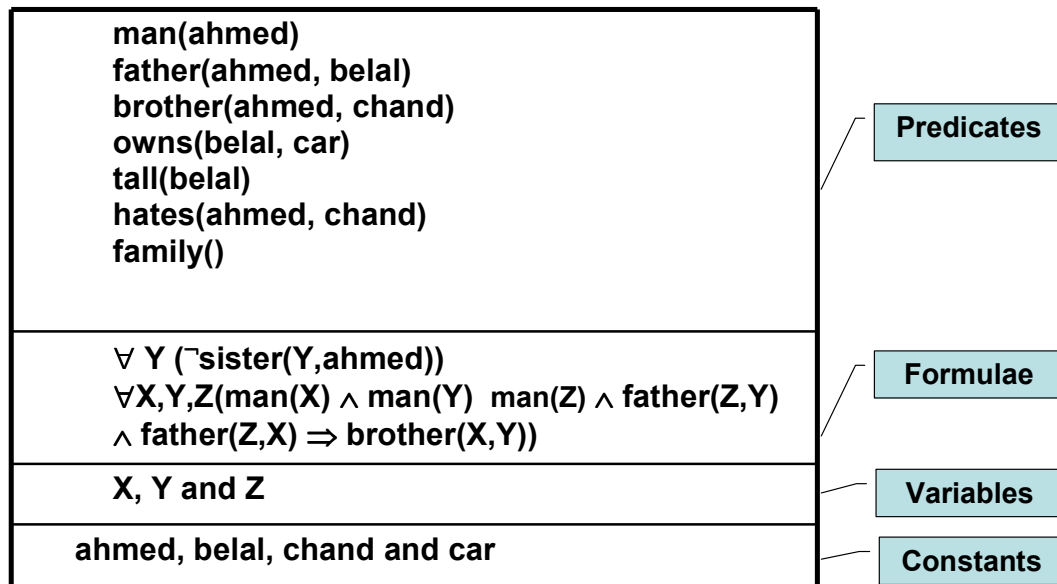 man(ahmed)
father(ahmed, belal)
brother(ahmed, chand)
owns(belal, car)
tall(belal)
hates(ahmed, chand)
family()
Predicates
∀ Y (¬sister(Y,ahmed))
∀X,Y,Z(man(X) ∧ man(Y) man(Z) ∧ father(Z,Y)
∧ father(Z,X) ⇒ brother(X,Y))
Formulae
X, Y and Z
Variables
ahmed, belal, chand and car
Constants